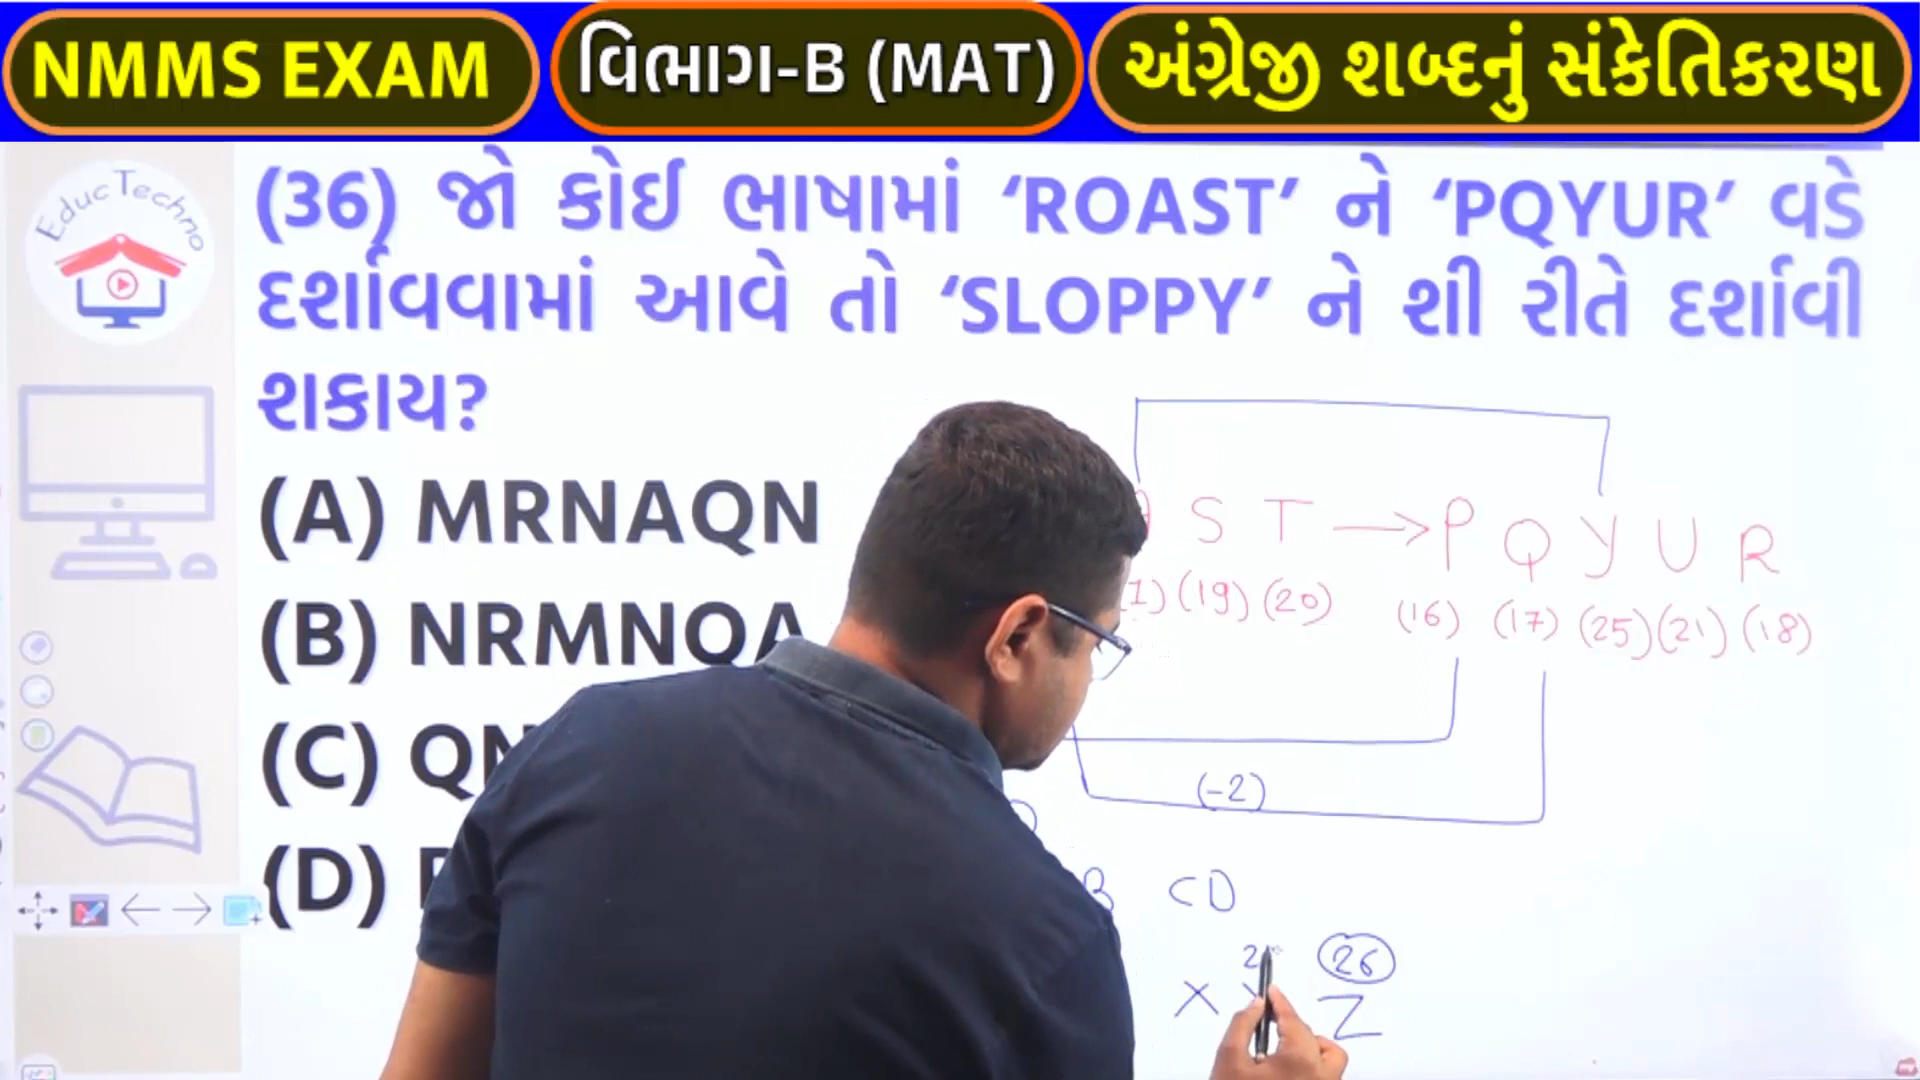 NMMS EXAM
વિભાગ-B (MAT)
અંગ્રેજી શબ્દનું સંકેતિકરણ
EducTechno
(36) જો કોઈ ભાષામાં ‘ROAST’ ને ‘PQYUR’ વડે
દર્શાવવામાં આવે તો ‘SLOPPY’ ને શી રીતે દર્શાવી
શકાય?
(A) MRNAQN
(B) NRMNQA
(C)
(D)
S T → P Q Y U R
(19) (20) (16) (17) (25) (21) (18)
(-2)
CD
26
X Z